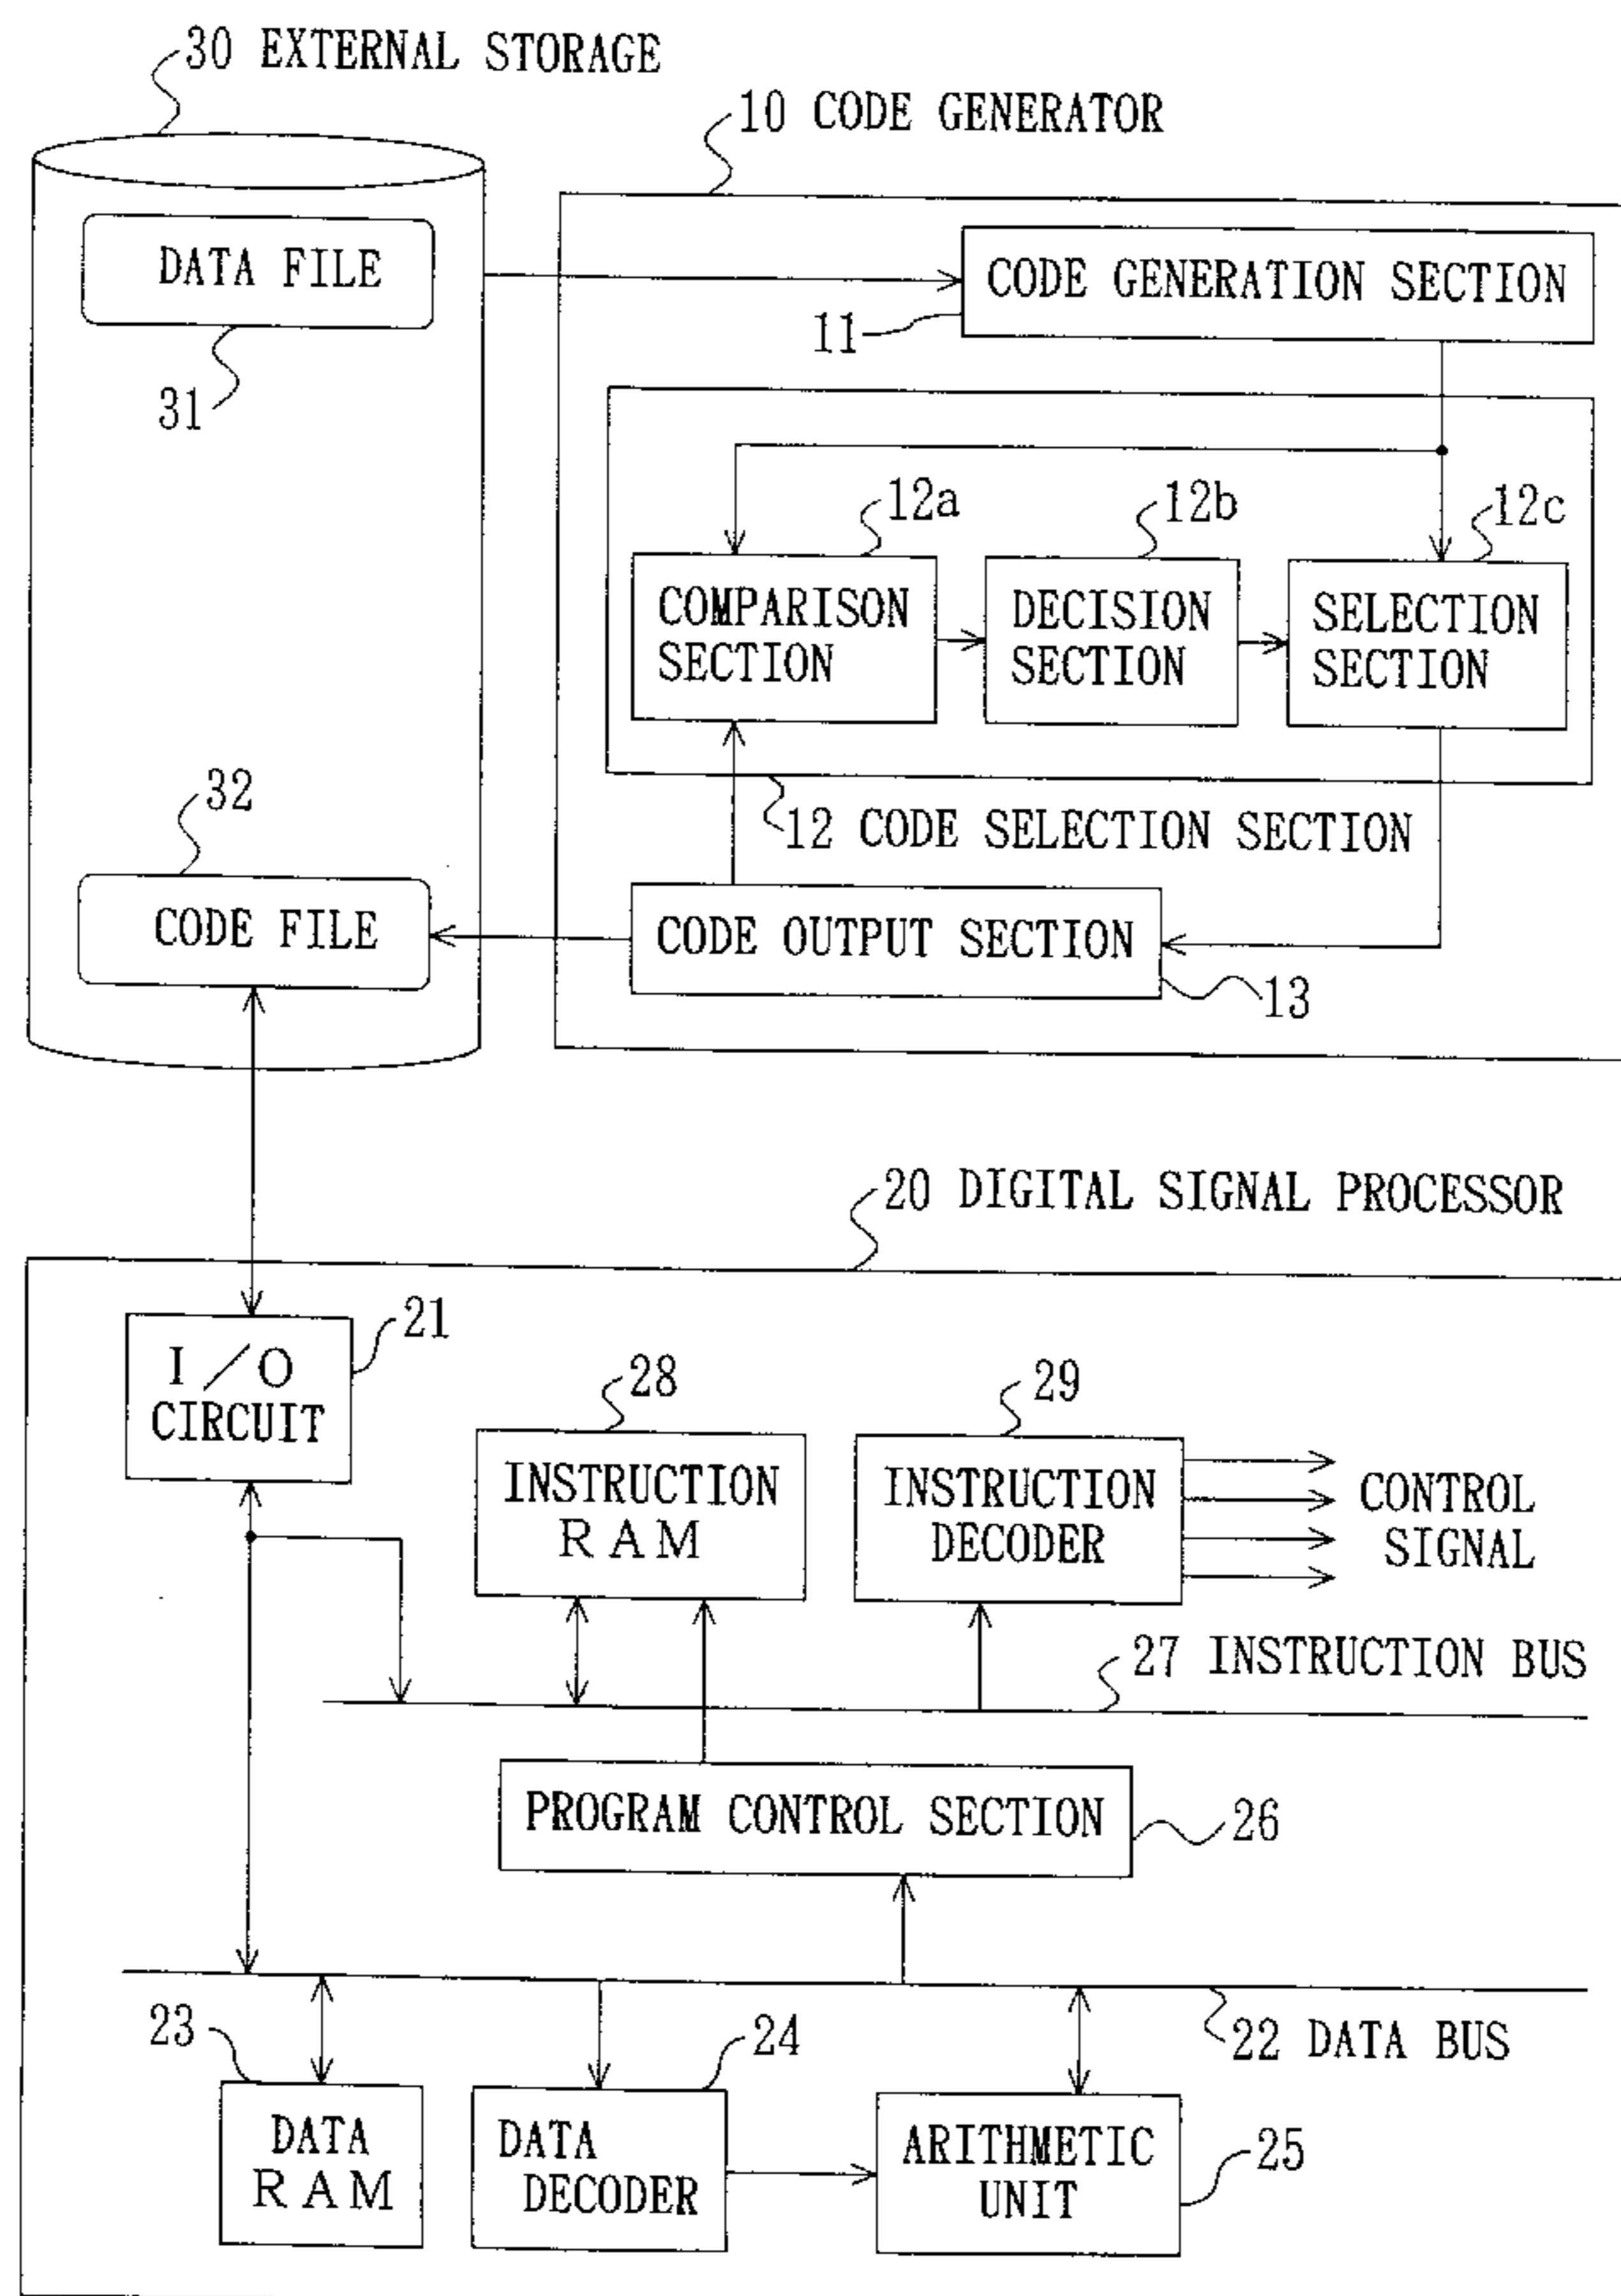 30 EXTERNAL STORAGE
10 CODE GENERATOR
DATA FILE
31
CODE GENERATION SECTION
11
12a
12b
12c
COMPARISON
SECTION
DECISION
SECTION
SELECTION
SECTION
12 CODE SELECTION SECTION
32
CODE FILE
CODE OUTPUT SECTION
13
20 DIGITAL SIGNAL PROCESSOR
I/O
CIRCUIT
21
28
INSTRUCTION
RAM
29
INSTRUCTION
DECODER
CONTROL
SIGNAL
27 INSTRUCTION BUS
PROGRAM CONTROL SECTION
26
22 DATA BUS
23
DATA
RAM
24
DATA
DECODER
ARITHMETIC
UNIT
25